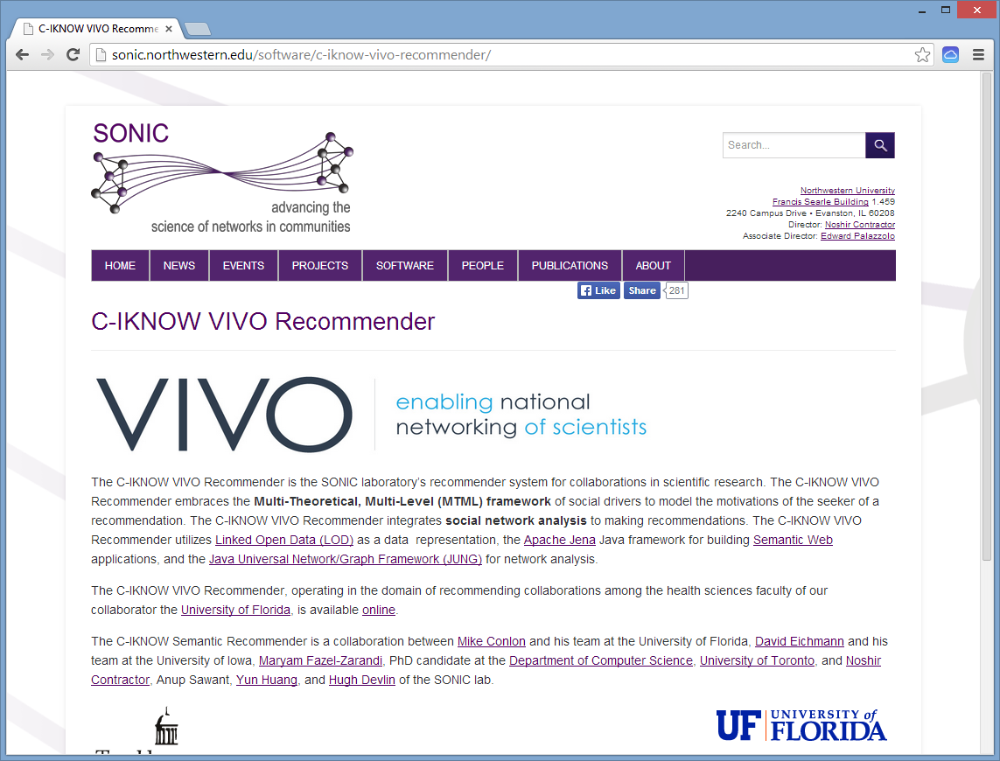 C-IKNOW VIVO Recomme
sonic.northwestern.edu/software/c-iknow-vivo-recommender/
SONIC
advancing the
science of networks in communities
Search...
Northwestern University
Francis Searle Building 1.459
2240 Campus Drive • Evanston, IL 60208
Director: Noshir Contractor
Associate Director: Edward Palazzolo
HOME NEWS EVENTS PROJECTS SOFTWARE PEOPLE PUBLICATIONS ABOUT
Like Share 281
C-IKNOW VIVO Recommender
VIVO
enabling national
networking of scientists
The C-IKNOW VIVO Recommender is the SONIC laboratory's recommender system for collaborations in scientific research. The C-IKNOW VIVO
Recommender embraces the Multi-Theoretical, Multi-Level (MTML) framework of social drivers to model the motivations of the seeker of a
recommendation. The C-IKNOW VIVO Recommender integrates social network analysis to making recommendations. The C-IKNOW VIVO
Recommender utilizes Linked Open Data (LOD) as a data representation, the Apache Jena Java framework for building Semantic Web
applications, and the Java Universal Network/Graph Framework (JUNG) for network analysis.
The C-IKNOW VIVO Recommender, operating in the domain of recommending collaborations among the health sciences faculty of our
collaborator the University of Florida, is available online.
The C-IKNOW Semantic Recommender is a collaboration between Mike Conlon and his team at the University of Florida, David Eichmann and his
team at the University of Iowa, Maryam Fazel-Zarandi, PhD candidate at the Department of Computer Science, University of Toronto, and Noshir
Contractor, Anup Sawant, Yun Huang, and Hugh Devlin of the SONIC lab.
UF UNIVERSITY of
FLORIDA